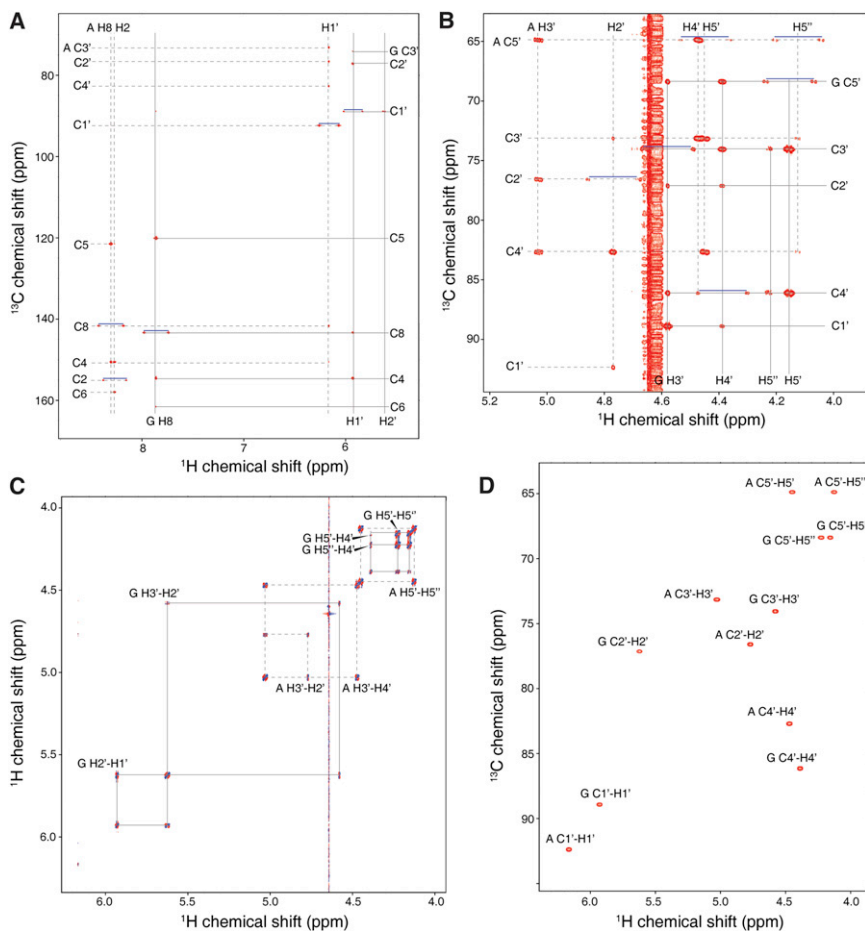 A
A H8 H2
H1'
A C3'
C2'
C4'
C1'
C5
C8
C4
C2
C6
G C3'
C2'
C1'
C5
C8
C4
C6
G H8
H1'
H2'
80
100
120
140
160
8
7
6
13C chemical shift (ppm)
1H chemical shift (ppm)
B
A H3'
H2'
H4'
H5'
H5''
A C5'
C3'
C2'
C4'
C1'
G C5'
C3'
C2'
C4'
C1'
G H3'
H4'
H5''
H5'
65
70
75
80
85
90
5.2
5.0
4.8
4.6
4.4
4.2
13C chemical shift (ppm)
1H chemical shift (ppm)
C
G H5'-H5''
G H5'-H4'
G H5''-H4'
G H3'-H2'
A H5'-H5''
A H3'-H2'
A H3'-H4'
G H2'-H1'
4.0
4.5
5.0
5.5
6.0
6.0
5.5
5.0
4.5
4.0
1H chemical shift (ppm)
1H chemical shift (ppm)
D
A C5'-H5'
A C5'-H5''
G C5'-H5
G C5'-H5''
A C3'-H3'
G C3'-H3'
G C2'-H2'
A C2'-H2'
A C4'-H4'
G C4'-H4'
G C1'-H1'
A C1'-H1'
65
70
75
80
85
90
6.0
5.5
5.0
4.5
4.0
13C chemical shift (ppm)
1H chemical shift (ppm)